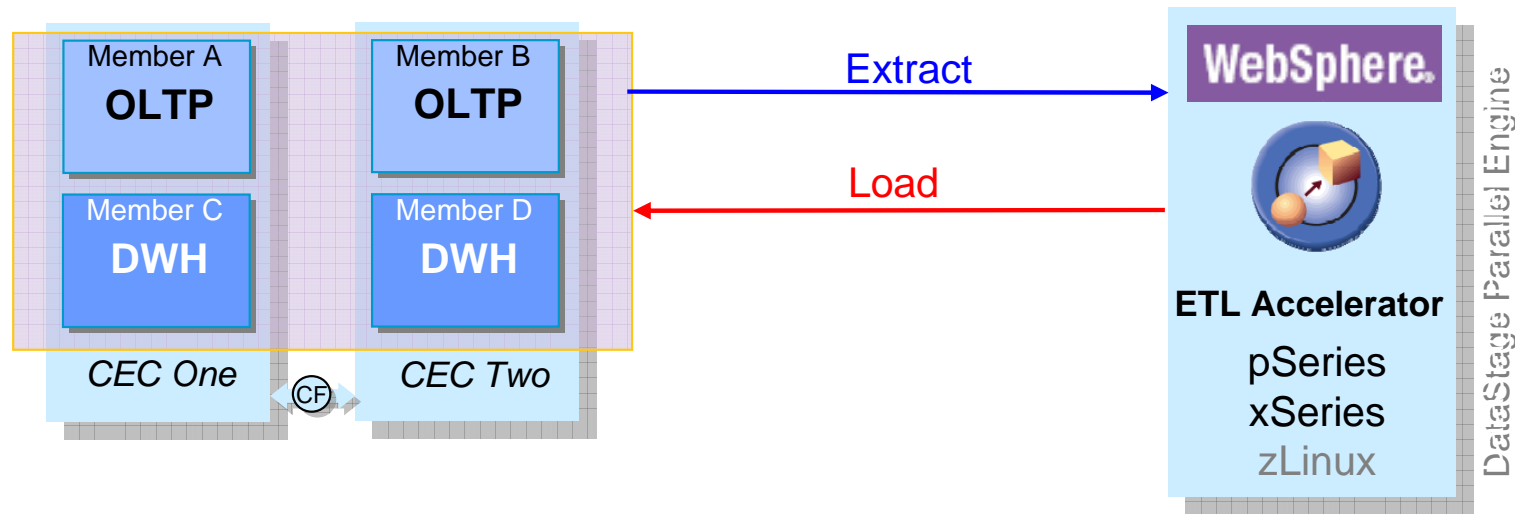 Member A
OLTP
Member B
OLTP
Member C
DWH
Member D
DWH
CEC One
CF
CEC Two
Extract
Load
WebSphere®
ETL Accelerator
pSeries
xSeries
zLinux
DataStage Parallel Engine